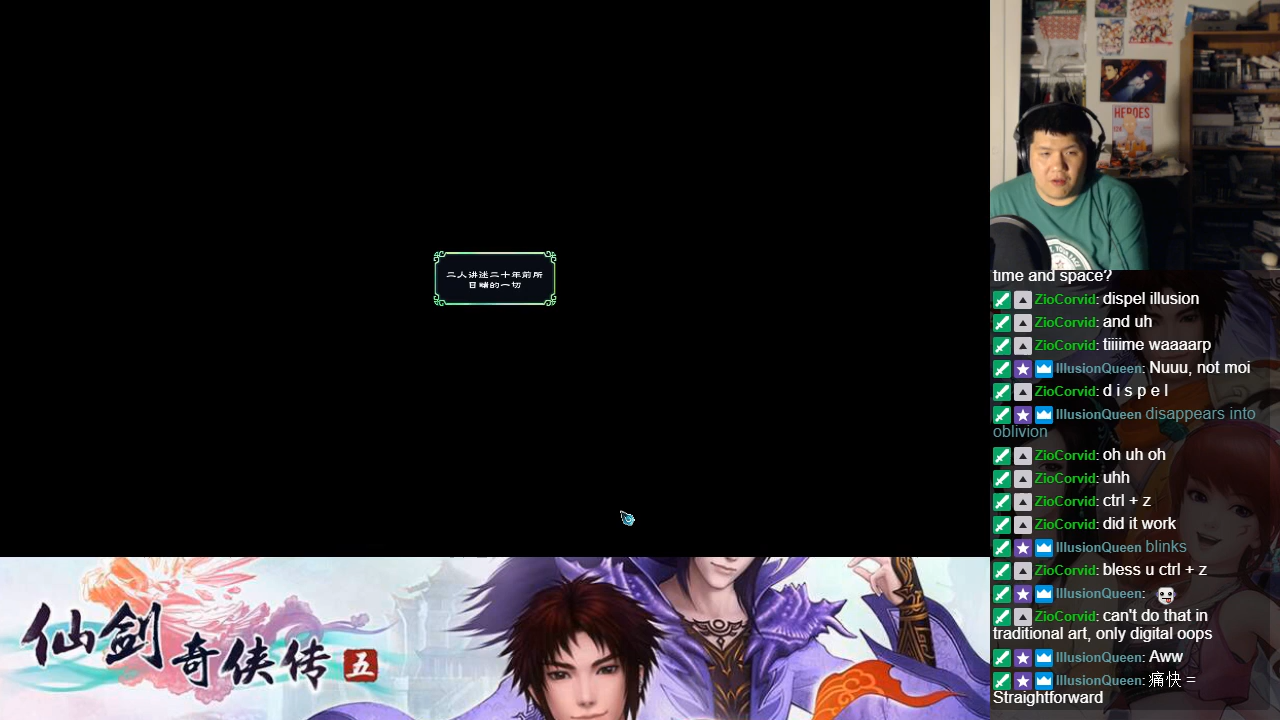 二人讲述二十年前所
目睹的一切
仙剑
奇侠传
五
HEROES
time and space?
ZioCorvid: dispel illusion
ZioCorvid: and uh
ZioCorvid: tiiiime waaaarp
IllusionQueen: Nuuu, not moi
ZioCorvid: d i s p e l
IllusionQueen disappears into
oblivion
ZioCorvid: oh uh oh
ZioCorvid: uhh
ZioCorvid: ctrl + z
ZioCorvid: did it work
IllusionQueen blinks
ZioCorvid: bless u ctrl + z
IllusionQueen:
ZioCorvid: can't do that in
traditional art, only digital oops
IllusionQueen: Aww
IllusionQueen: 痛快 =
Straightforward